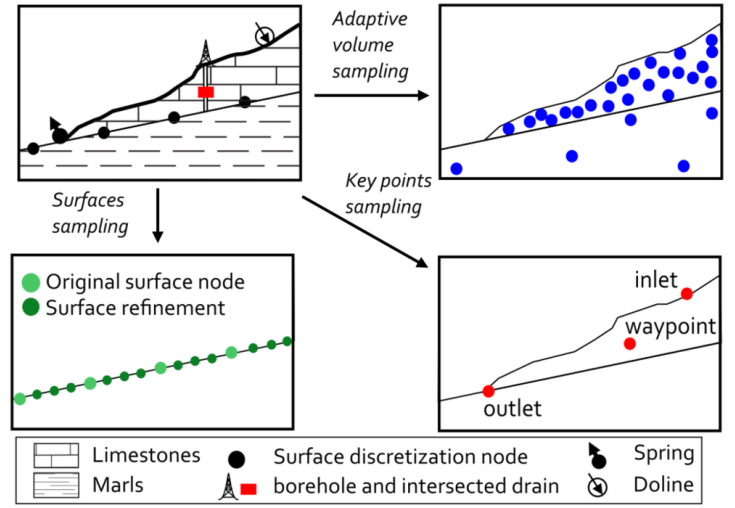 Adaptive
volume
sampling
Surfaces
sampling
Key points
sampling
Original surface node
Surface refinement
inlet
waypoint
outlet
Limestones
Surface discretization node
Spring
Marls
borehole and intersected drain
Doline